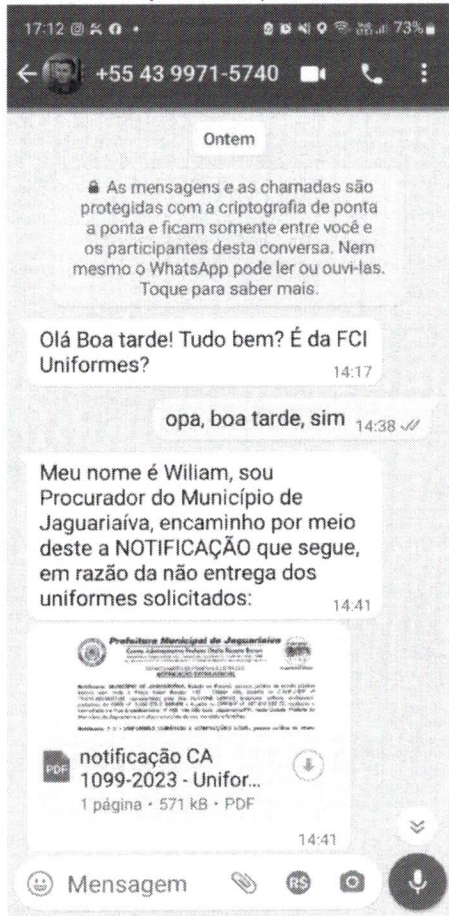 17:12
73%
+55 43 9971-5740
Ontem
As mensagens e as chamadas são
protegidas com a criptografia de ponta
a ponta e ficam somente entre você e
os participantes desta conversa. Nem
mesmo o WhatsApp pode ler ou ouvi-las.
Toque para saber mais.
Olá Boa tarde! Tudo bem? É da FCI
Uniformes?
14:17
opa, boa tarde, sim 14:38
Meu nome é Wiliam, sou
Procurador do Município de
Jaguariaíva, encaminho por meio
deste a NOTIFICAÇÃO que segue,
em razão da não entrega dos
uniformes solicitados:
14:41
Prefeitura Municipal de Jaguariaíva
NOTIFICAÇÃO EXTRAJUDICIAL
PDF
notificação CA
1099-2023 - Unifor...
1 página • 571 kB • PDF
14:41
Mensagem
R$